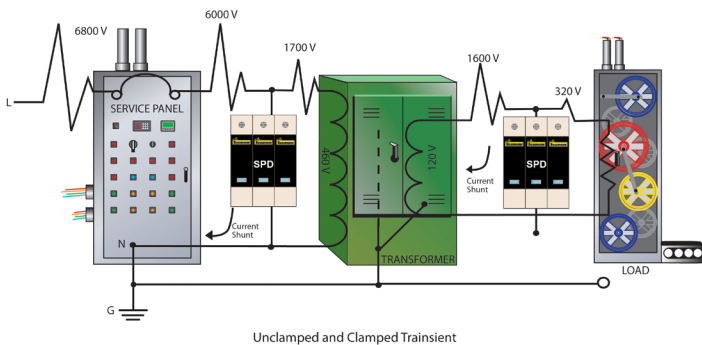 6800 V
6000 V
1700 V
1600 V
320 V
L
SERVICE PANEL
SPD
460 V
120 V
SPD
Current
Shunt
Current
Shunt
N
TRANSFORMER
LOAD
G
Unclamped and Clamped Trainsient